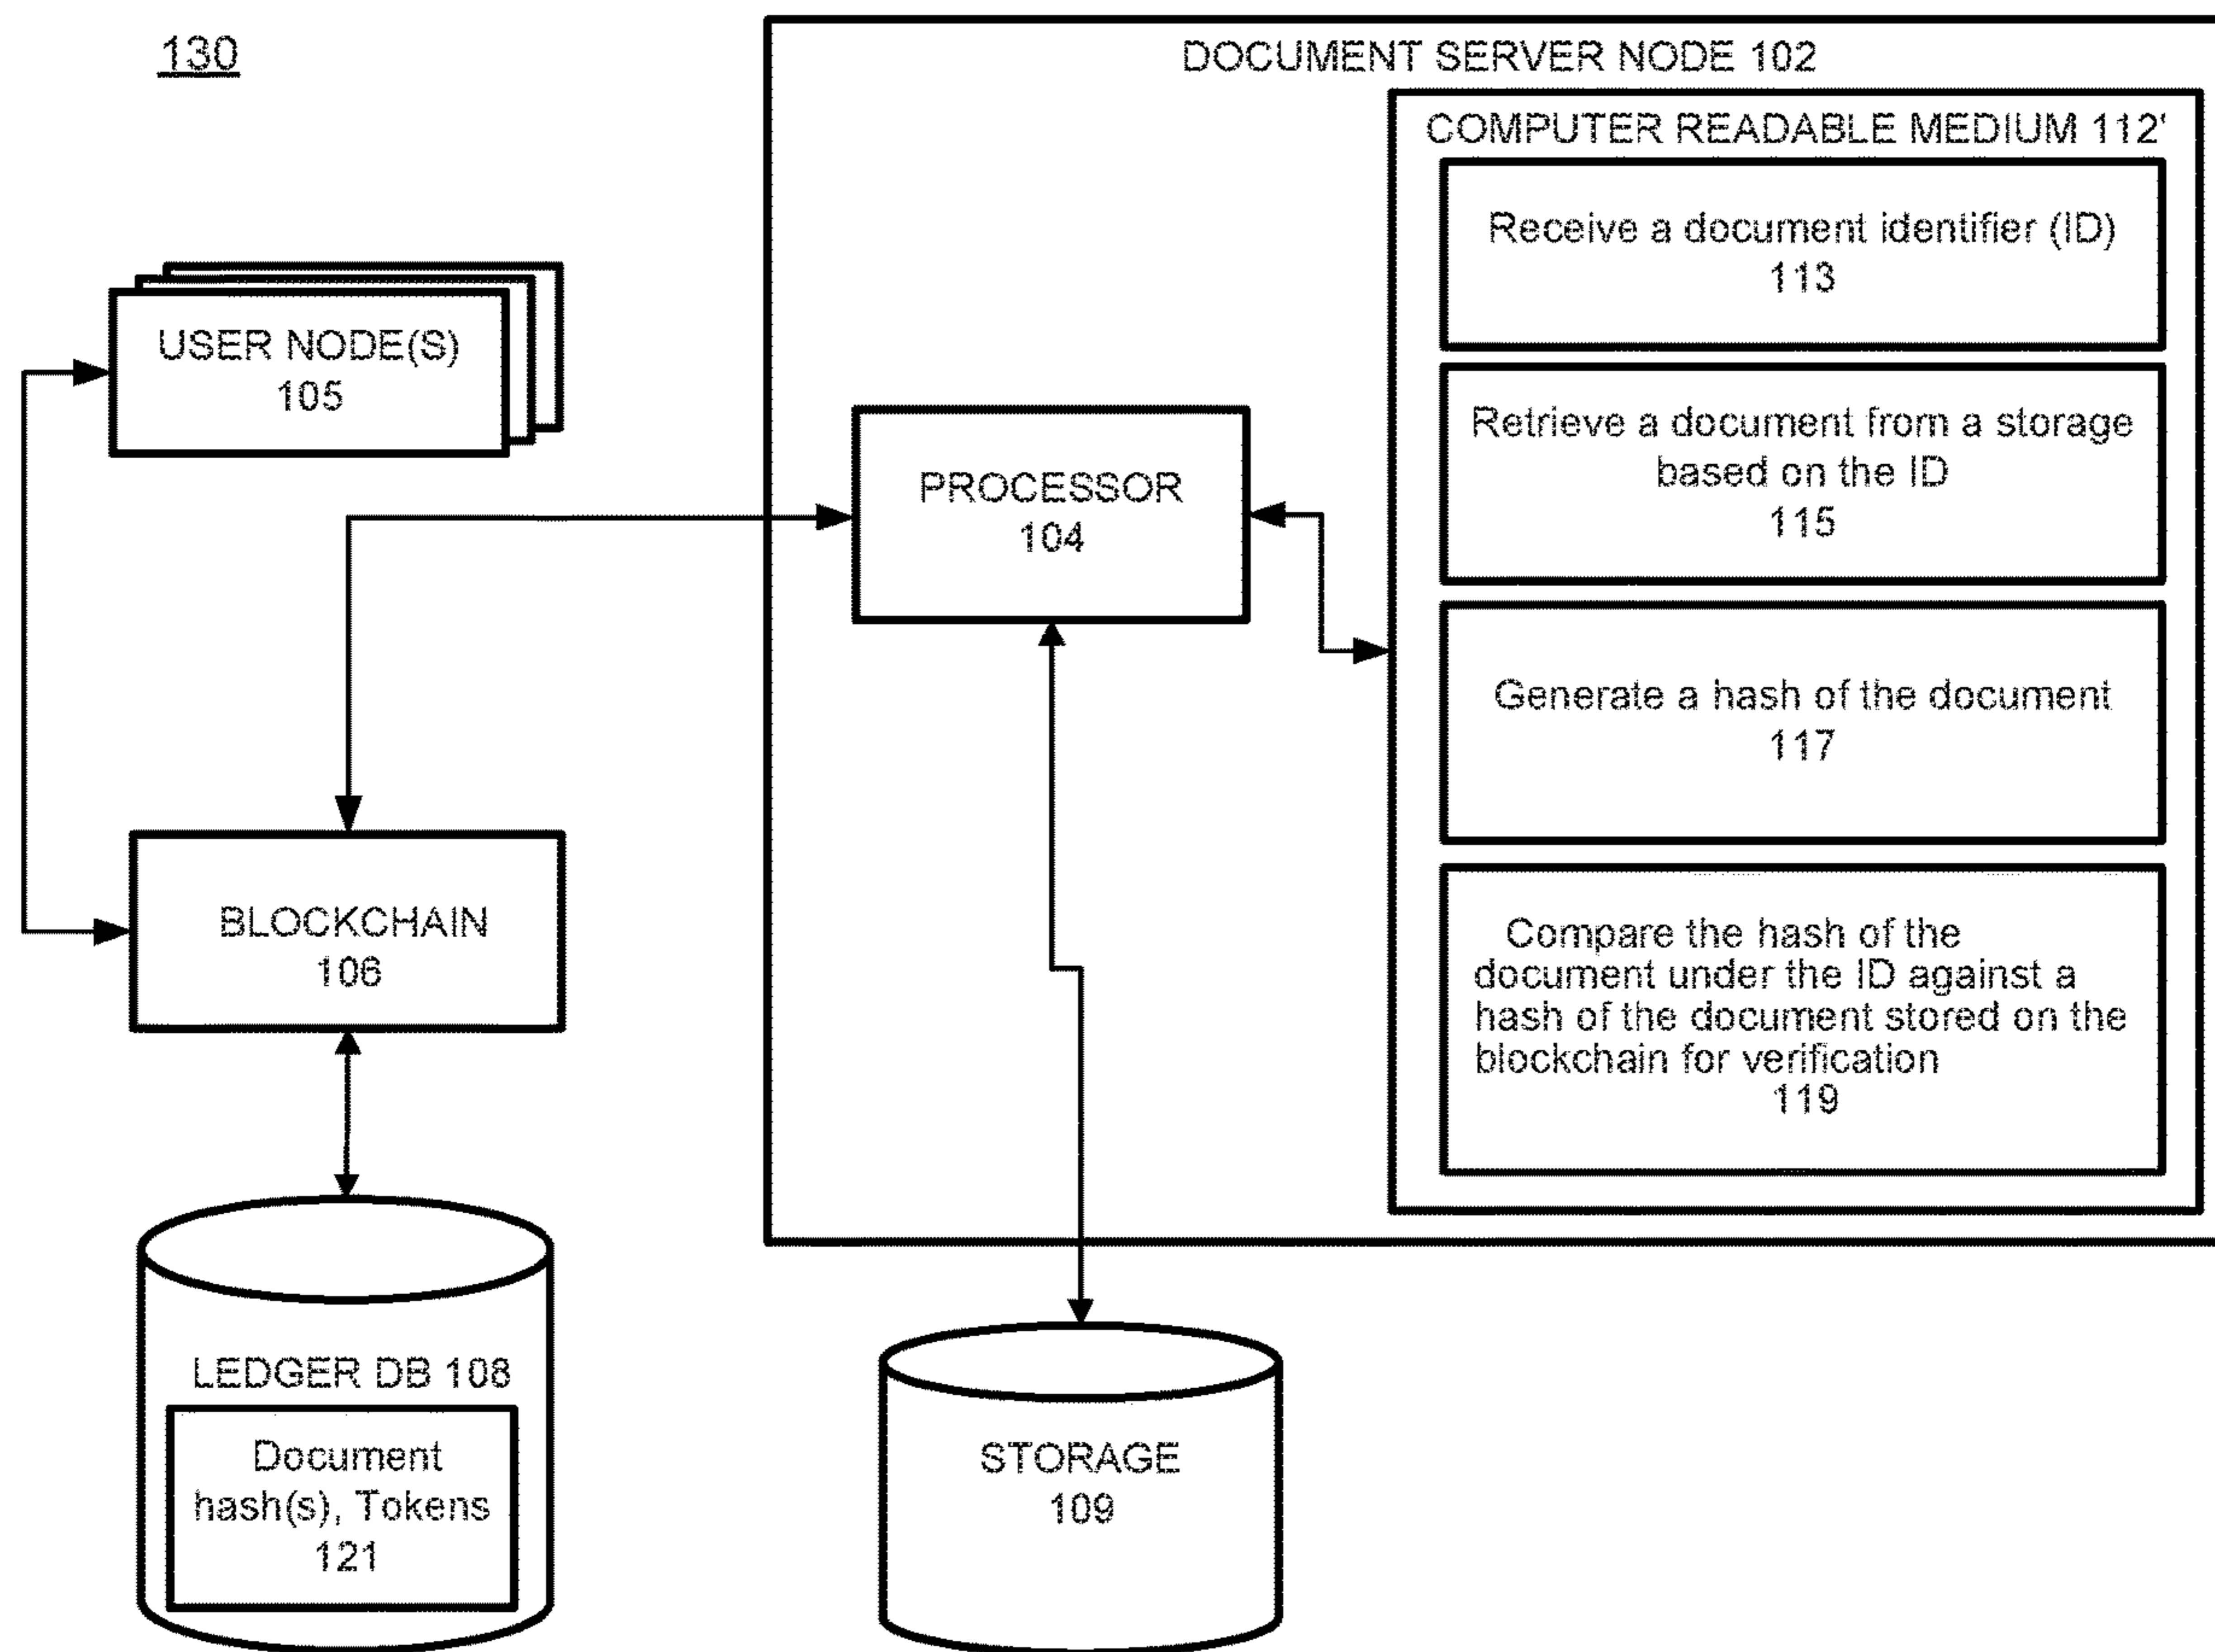 130
DOCUMENT SERVER NODE 102
COMPUTER READABLE MEDIUM 112'
Receive a document identifier (ID)
113
Retrieve a document from a storage
based on the ID
115
Generate a hash of the document
117
Compare the hash of the
document under the ID against a
hash of the document stored on the
blockchain for verification
119
USER NODE(S)
105
PROCESSOR
104
BLOCKCHAIN
106
LEDGER DB 108
Document
hash(s), Tokens
121
STORAGE
109